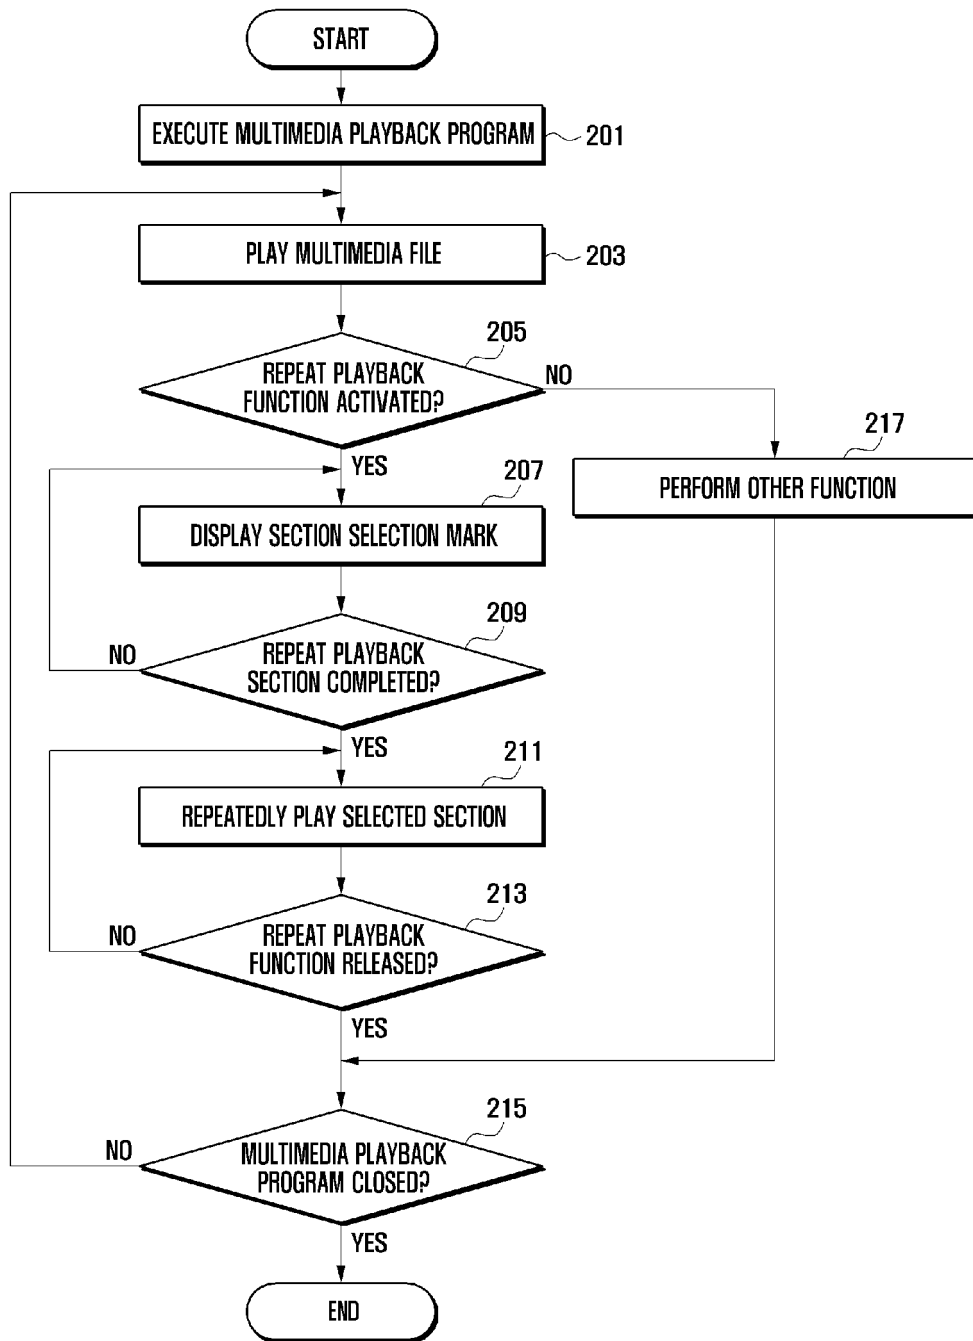 START
EXECUTE MULTIMEDIA PLAYBACK PROGRAM
201
PLAY MULTIMEDIA FILE
203
205
REPEAT PLAYBACK
FUNCTION ACTIVATED?
NO
YES
217
PERFORM OTHER FUNCTION
207
DISPLAY SECTION SELECTION MARK
209
REPEAT PLAYBACK
SECTION COMPLETED?
NO
YES
211
REPEATEDLY PLAY SELECTED SECTION
213
REPEAT PLAYBACK
FUNCTION RELEASED?
NO
YES
215
MULTIMEDIA PLAYBACK
PROGRAM CLOSED?
NO
YES
END